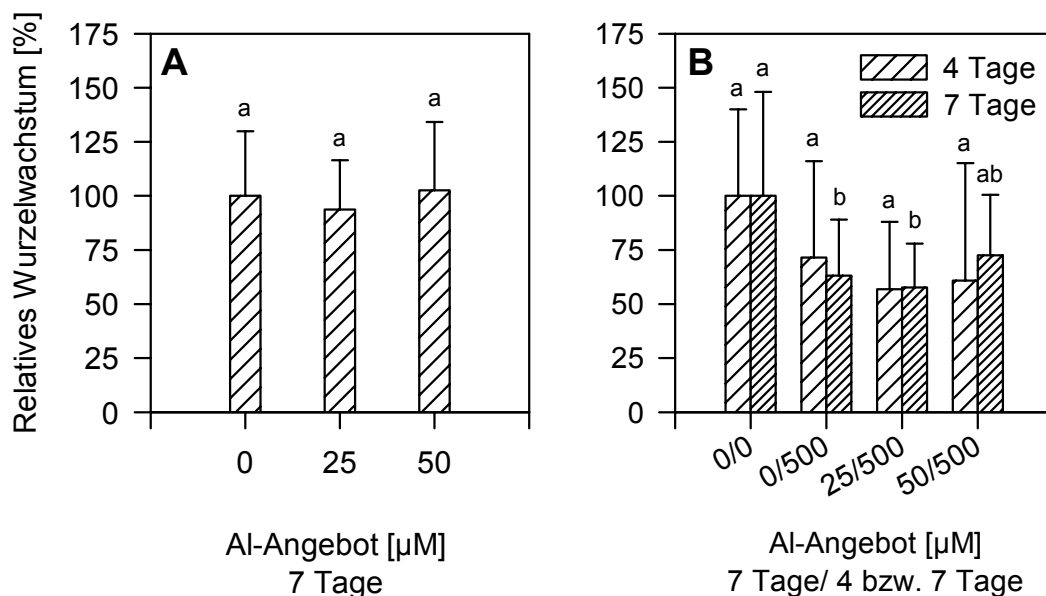 Relatives Wurzelwachstum [%]
175
150
125
100
75
50
25
0
A
a
a
a
0 25 50
Al-Angebot [µM]
7 Tage
175
150
125
100
75
50
25
0
B
4 Tage
7 Tage
a a
a b
a b
a ab
0/0 0/500 25/500 50/500
Al-Angebot [µM]
7 Tage/ 4 bzw. 7 Tage